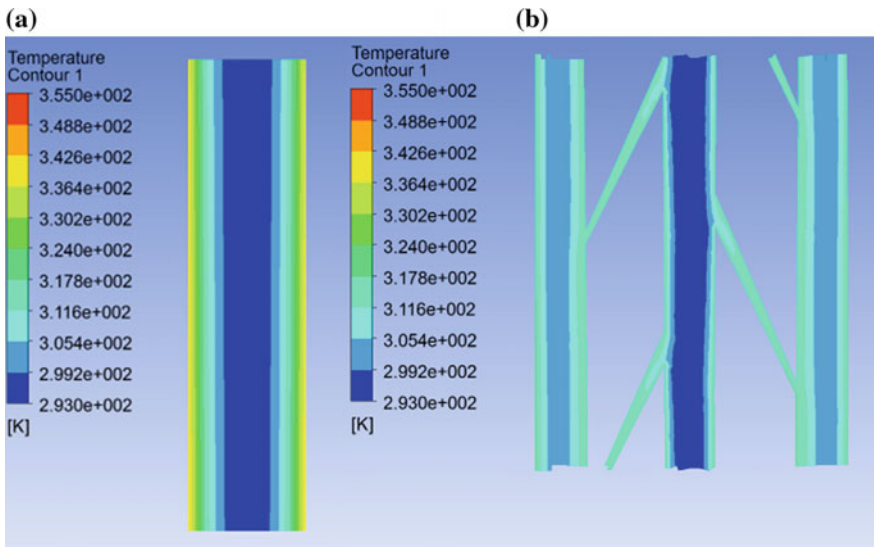 (a)
Temperature
Contour 1
3.550e+002
3.488e+002
3.426e+002
3.364e+002
3.302e+002
3.240e+002
3.178e+002
3.116e+002
3.054e+002
2.992e+002
2.930e+002
[K]
(b)
Temperature
Contour 1
3.550e+002
3.488e+002
3.426e+002
3.364e+002
3.302e+002
3.240e+002
3.178e+002
3.116e+002
3.054e+002
2.992e+002
2.930e+002
[K]